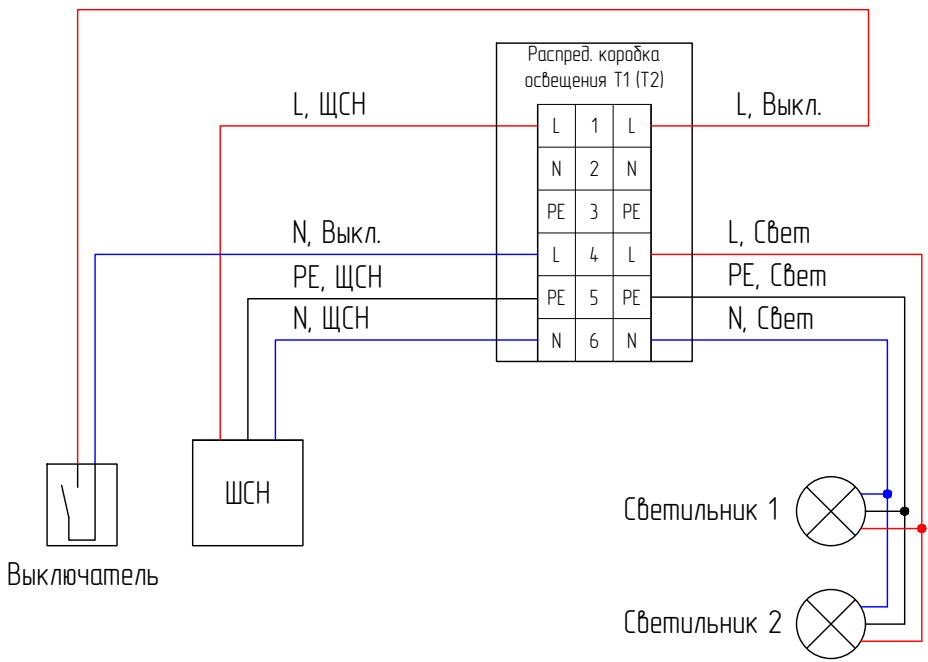 Распред. коробка
освещения Т1 (Т2)
L, ЩСН
L, Выкл.
L 1 L
N 2 N
PE 3 PE
N, Выкл.
L, Свет
L 4 L
PE, ЩСН
PE, Свет
PE 5 PE
N, ЩСН
N, Свет
N 6 N
ШСН
Светильник 1
Выключатель
Светильник 2